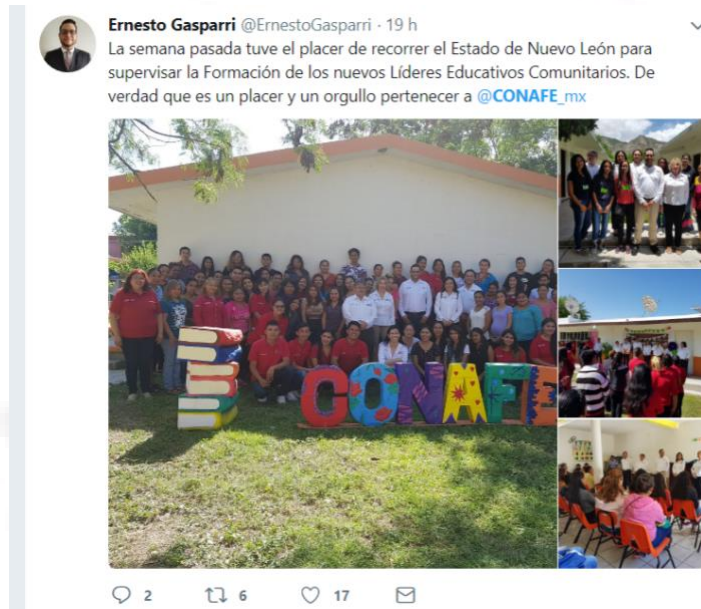 Ernesto Gasparri @ErnestoGasparri · 19 h
La semana pasada tuve el placer de recorrer el Estado de Nuevo León para
supervisar la Formación de los nuevos Líderes Educativos Comunitarios. De
verdad que es un placer y un orgullo pertenecer a @CONAFE_mx
CONAFE
2 6 17